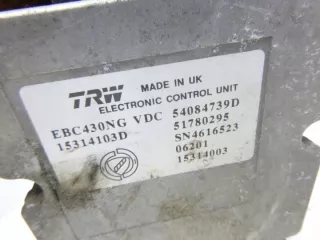 TRW MADE IN UK
ELECTRONIC CONTROL UNIT
EBC430NG VDC 54084739D
15314103D 51780295
SN4616523
06201
15314003